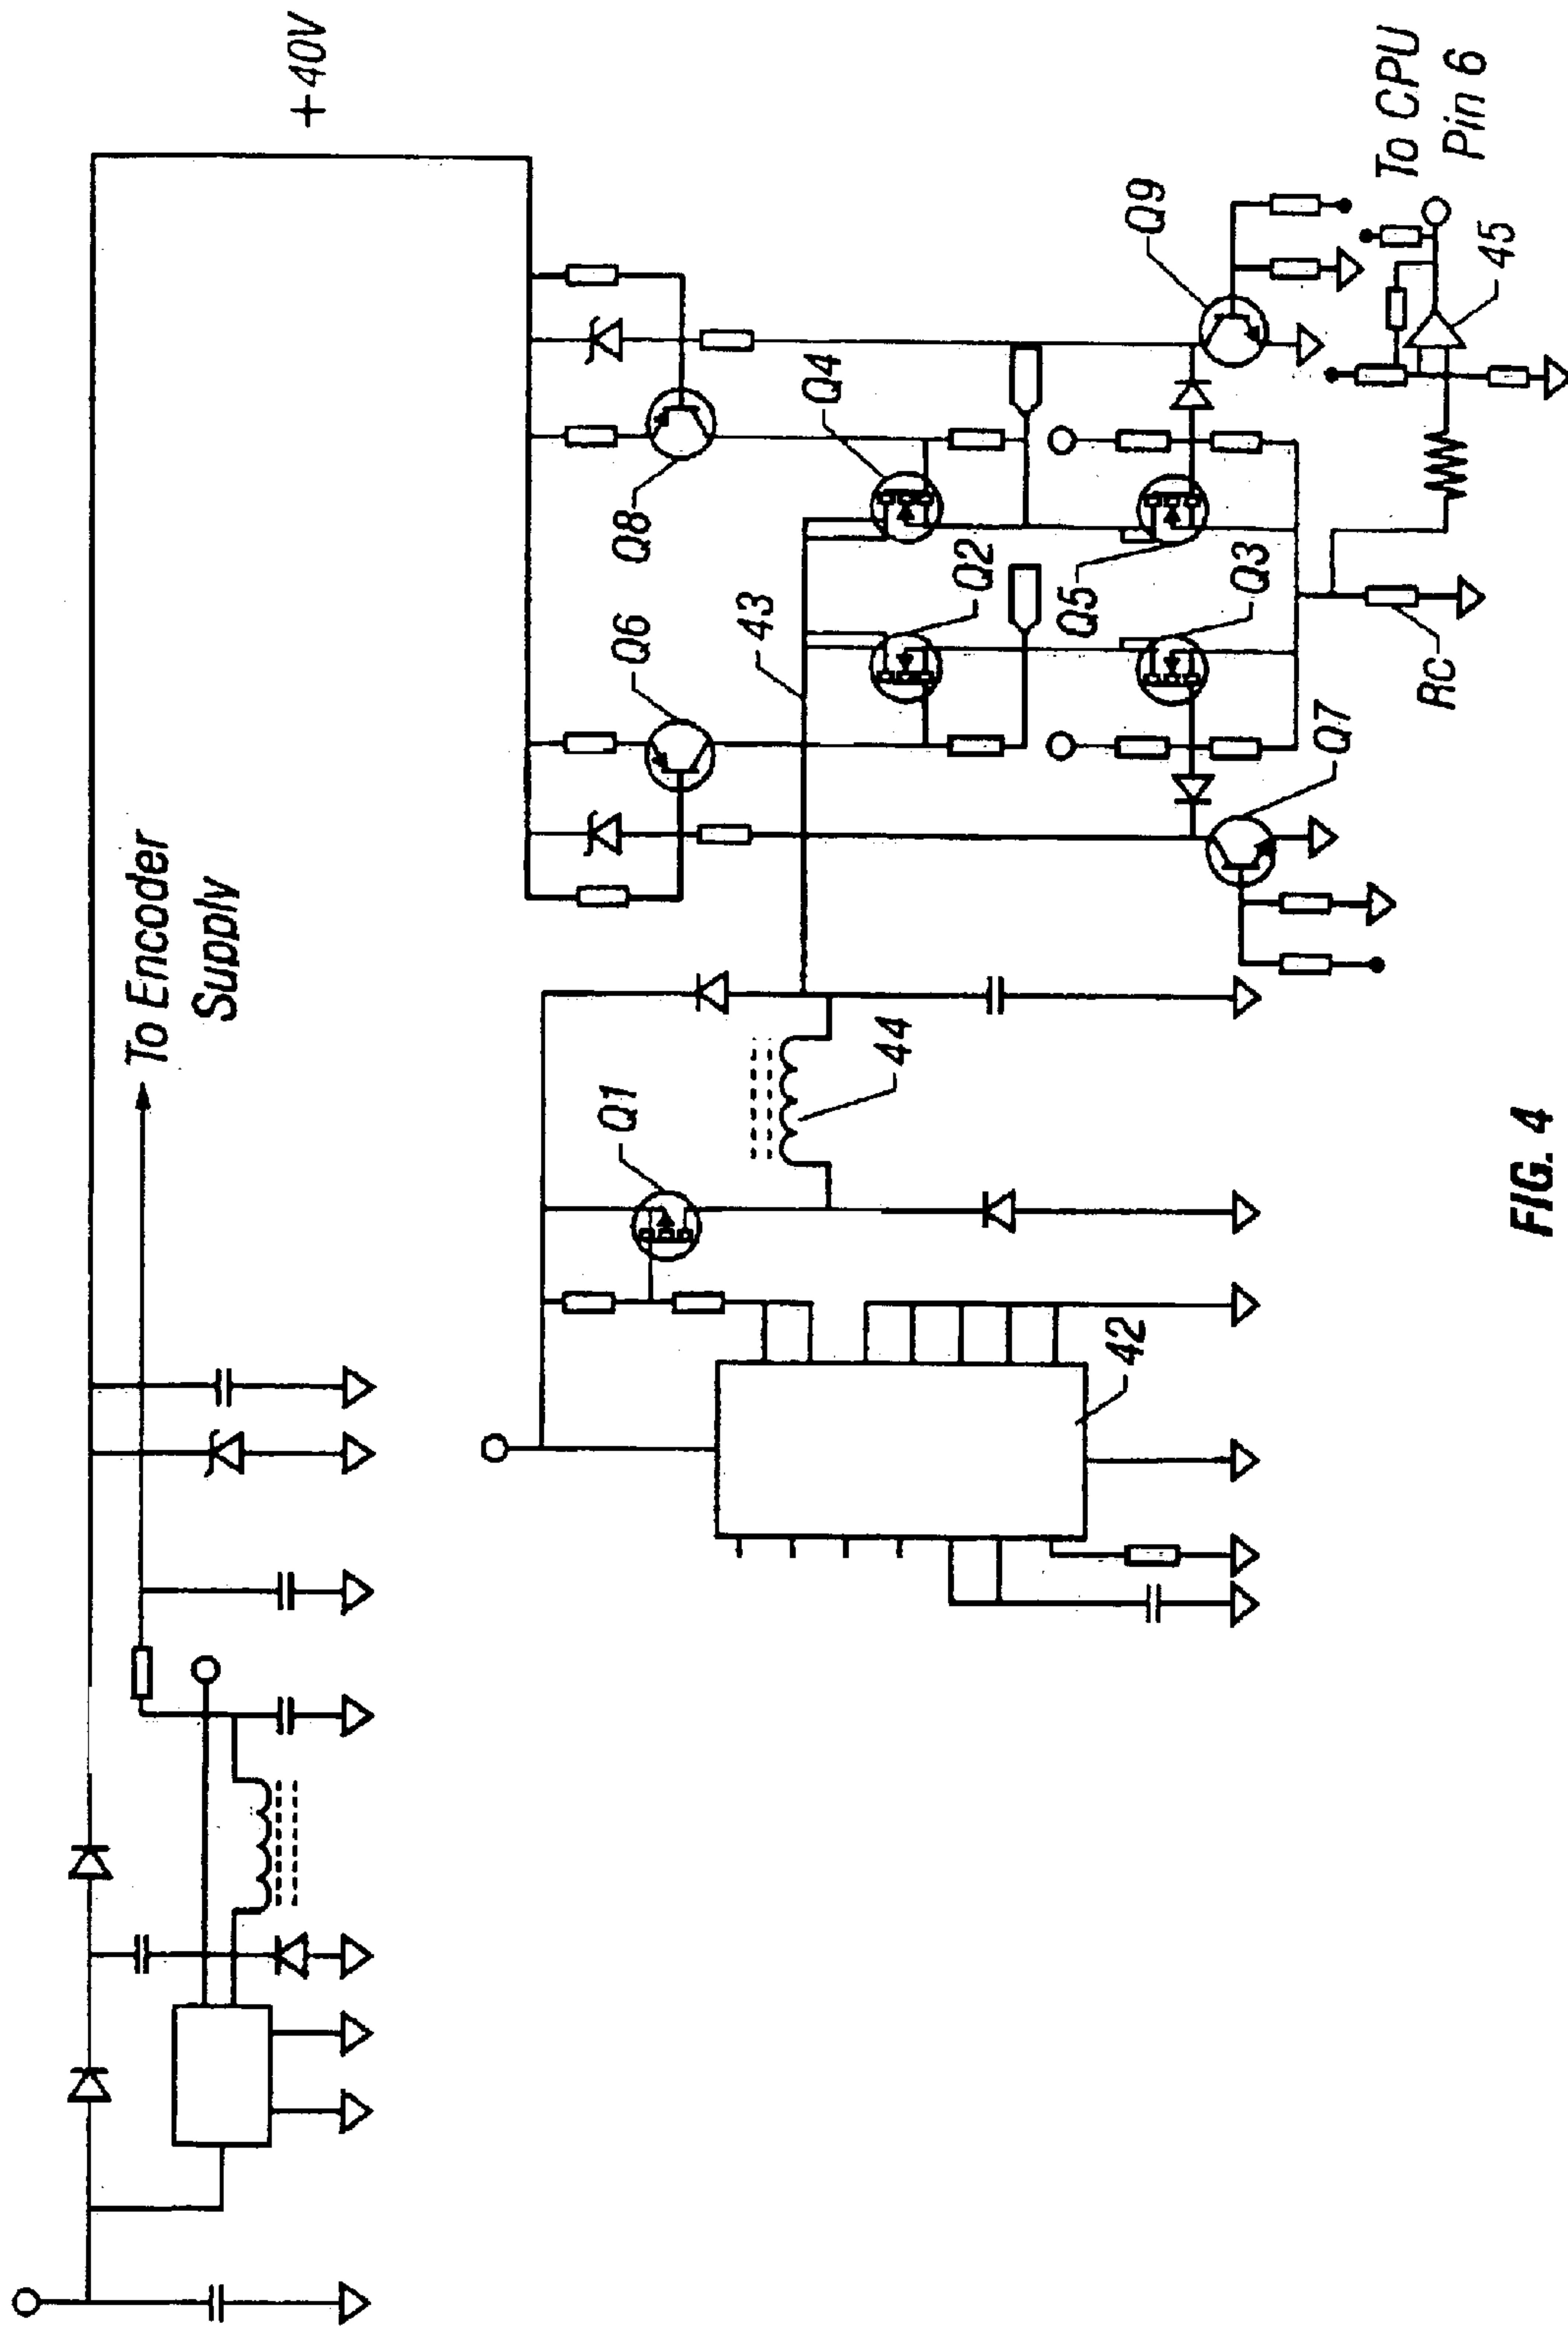 To Encoder
Supply
+40V
Q6
Q8
43
Q4
Q2
Q9
Q1
44
Q5
Q3
Q7
Rc
To CPU
Pin 6
45
42
FIG. 4